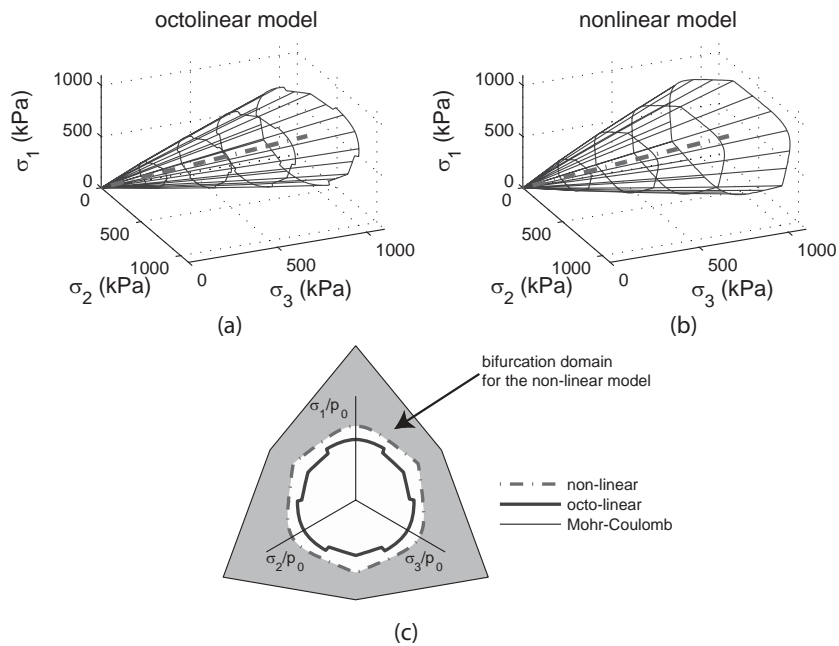 octolinear model
nonlinear model
1000
500
0
σ1 (kPa)
0
500
1000
σ2 (kPa)
0
500
1000
σ3 (kPa)
(a)
1000
500
0
σ1 (kPa)
0
500
1000
σ2 (kPa)
0
500
1000
σ3 (kPa)
(b)
bifurcation domain
for the non-linear model
σ1/p0
σ2/p0
σ3/p0
non-linear
octo-linear
Mohr-Coulomb
(c)